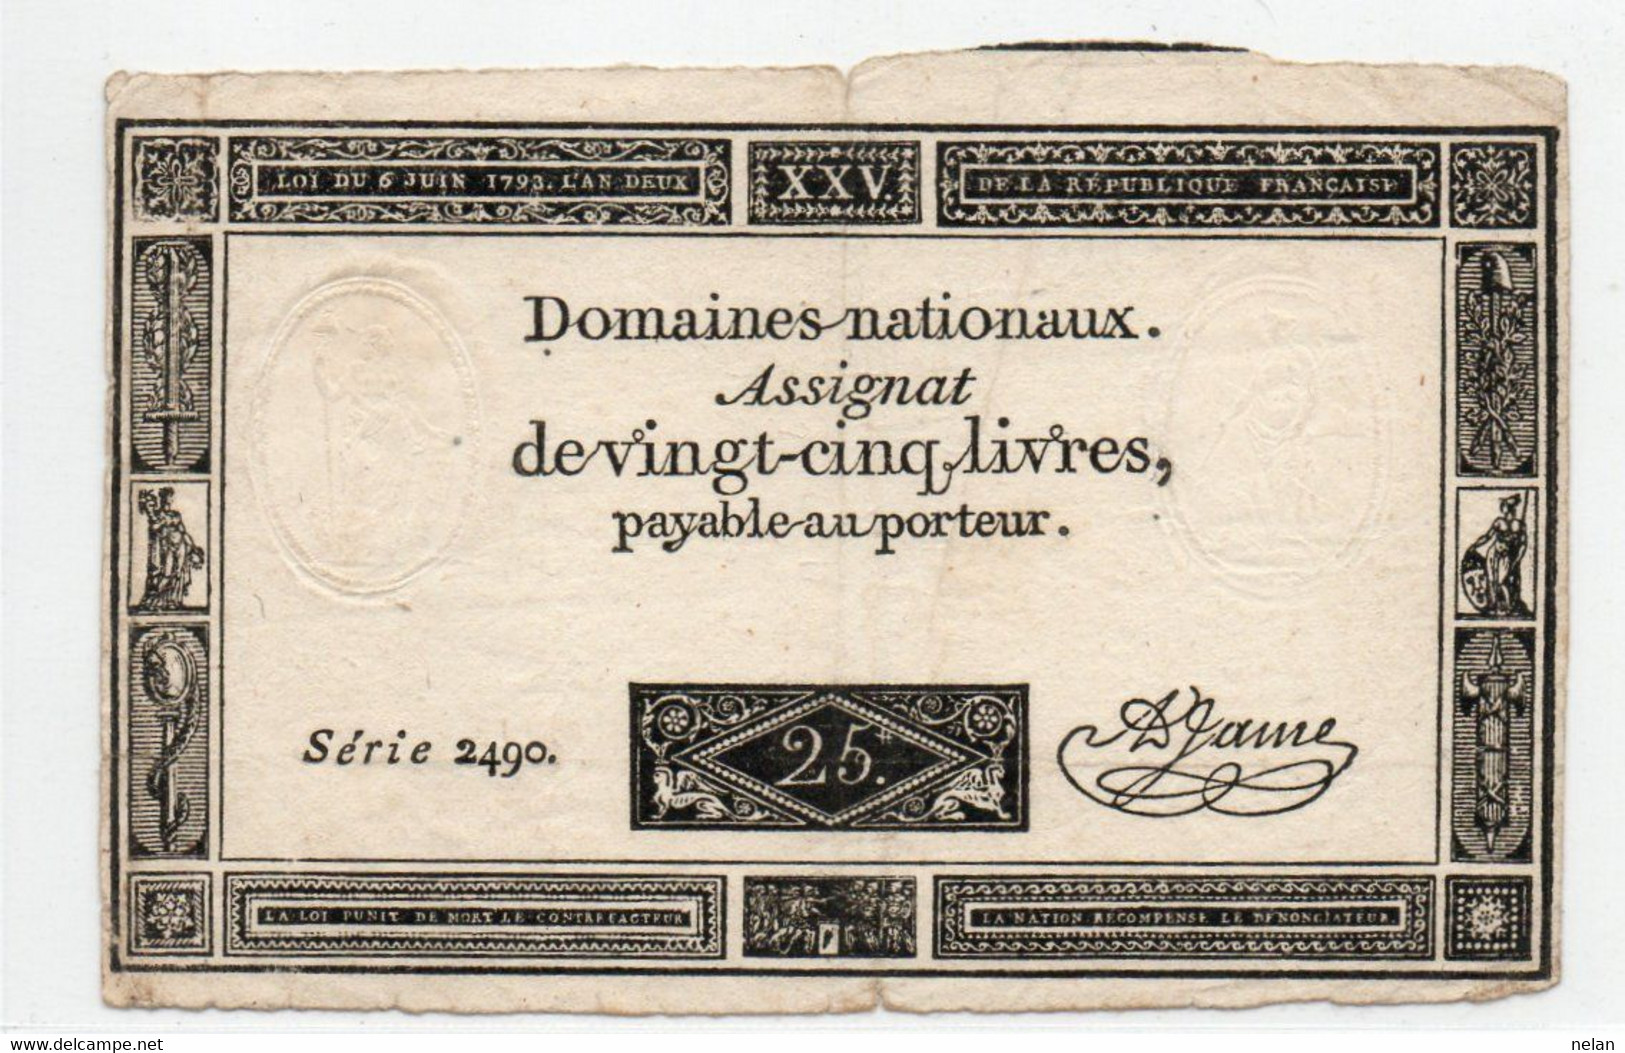 LOI DU 6 JUIN 1793. L'AN DEUX
XXV.
DE LA RÉPUBLIQUE FRANÇAISE
Domaines nationaux.
Assignat
de vingt-cinq livres,
payable au porteur.
Série 2490.
25.₶
A Jame
LA LOI PUNIT DE MORT LE CONTREFACTEUR
LA NATION RÉCOMPENSE LE DÉNONCIATEUR.
www.delcampe.net
nelan